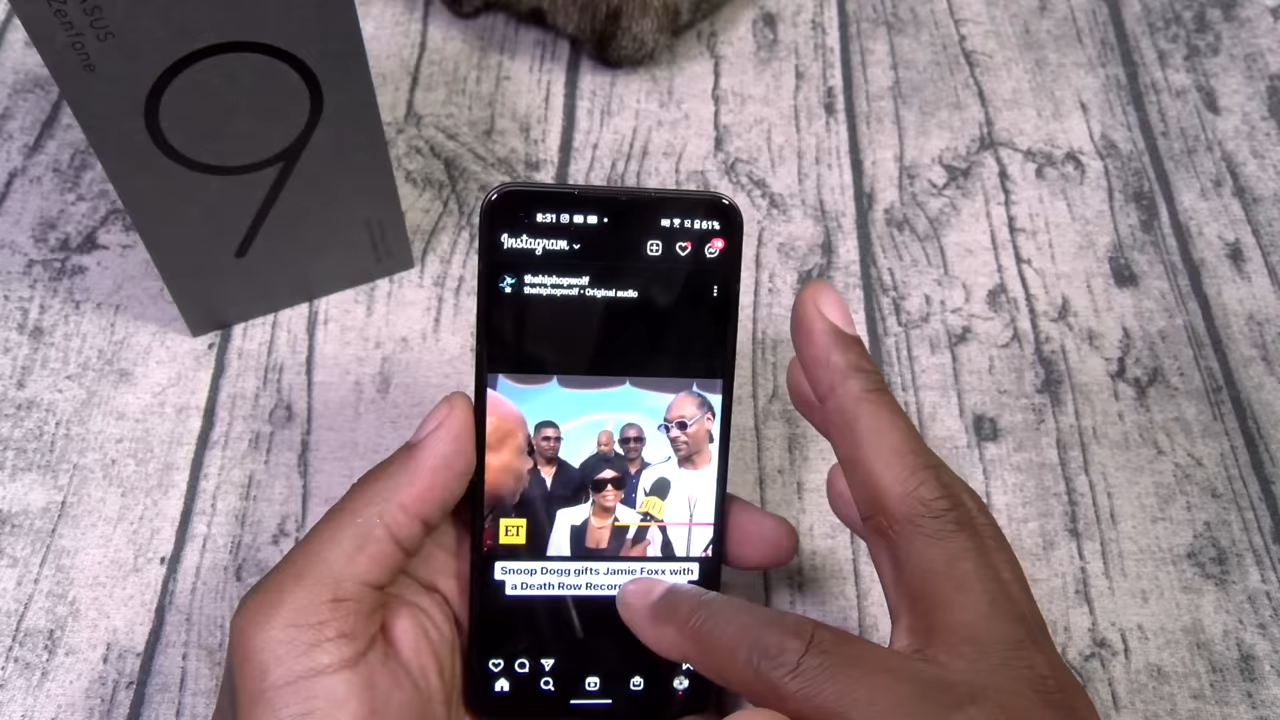 ASUS
Zenfone
9
8:31
61%
Instagram
18
thehiphopwolf
thehiphopwolf • Original audio
ET
Snoop Dogg gifts Jamie Foxx with
a Death Row